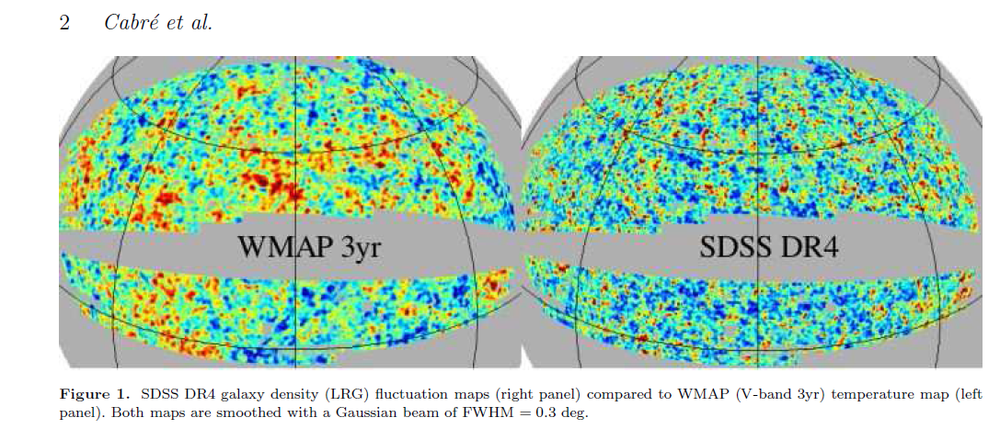 2 Cabré et al.
WMAP 3yr
SDSS DR4
Figure 1. SDSS DR4 galaxy density (LRG) fluctuation maps (right panel) compared to WMAP (V-band 3yr) temperature map (left
panel). Both maps are smoothed with a Gaussian beam of FWHM = 0.3 deg.